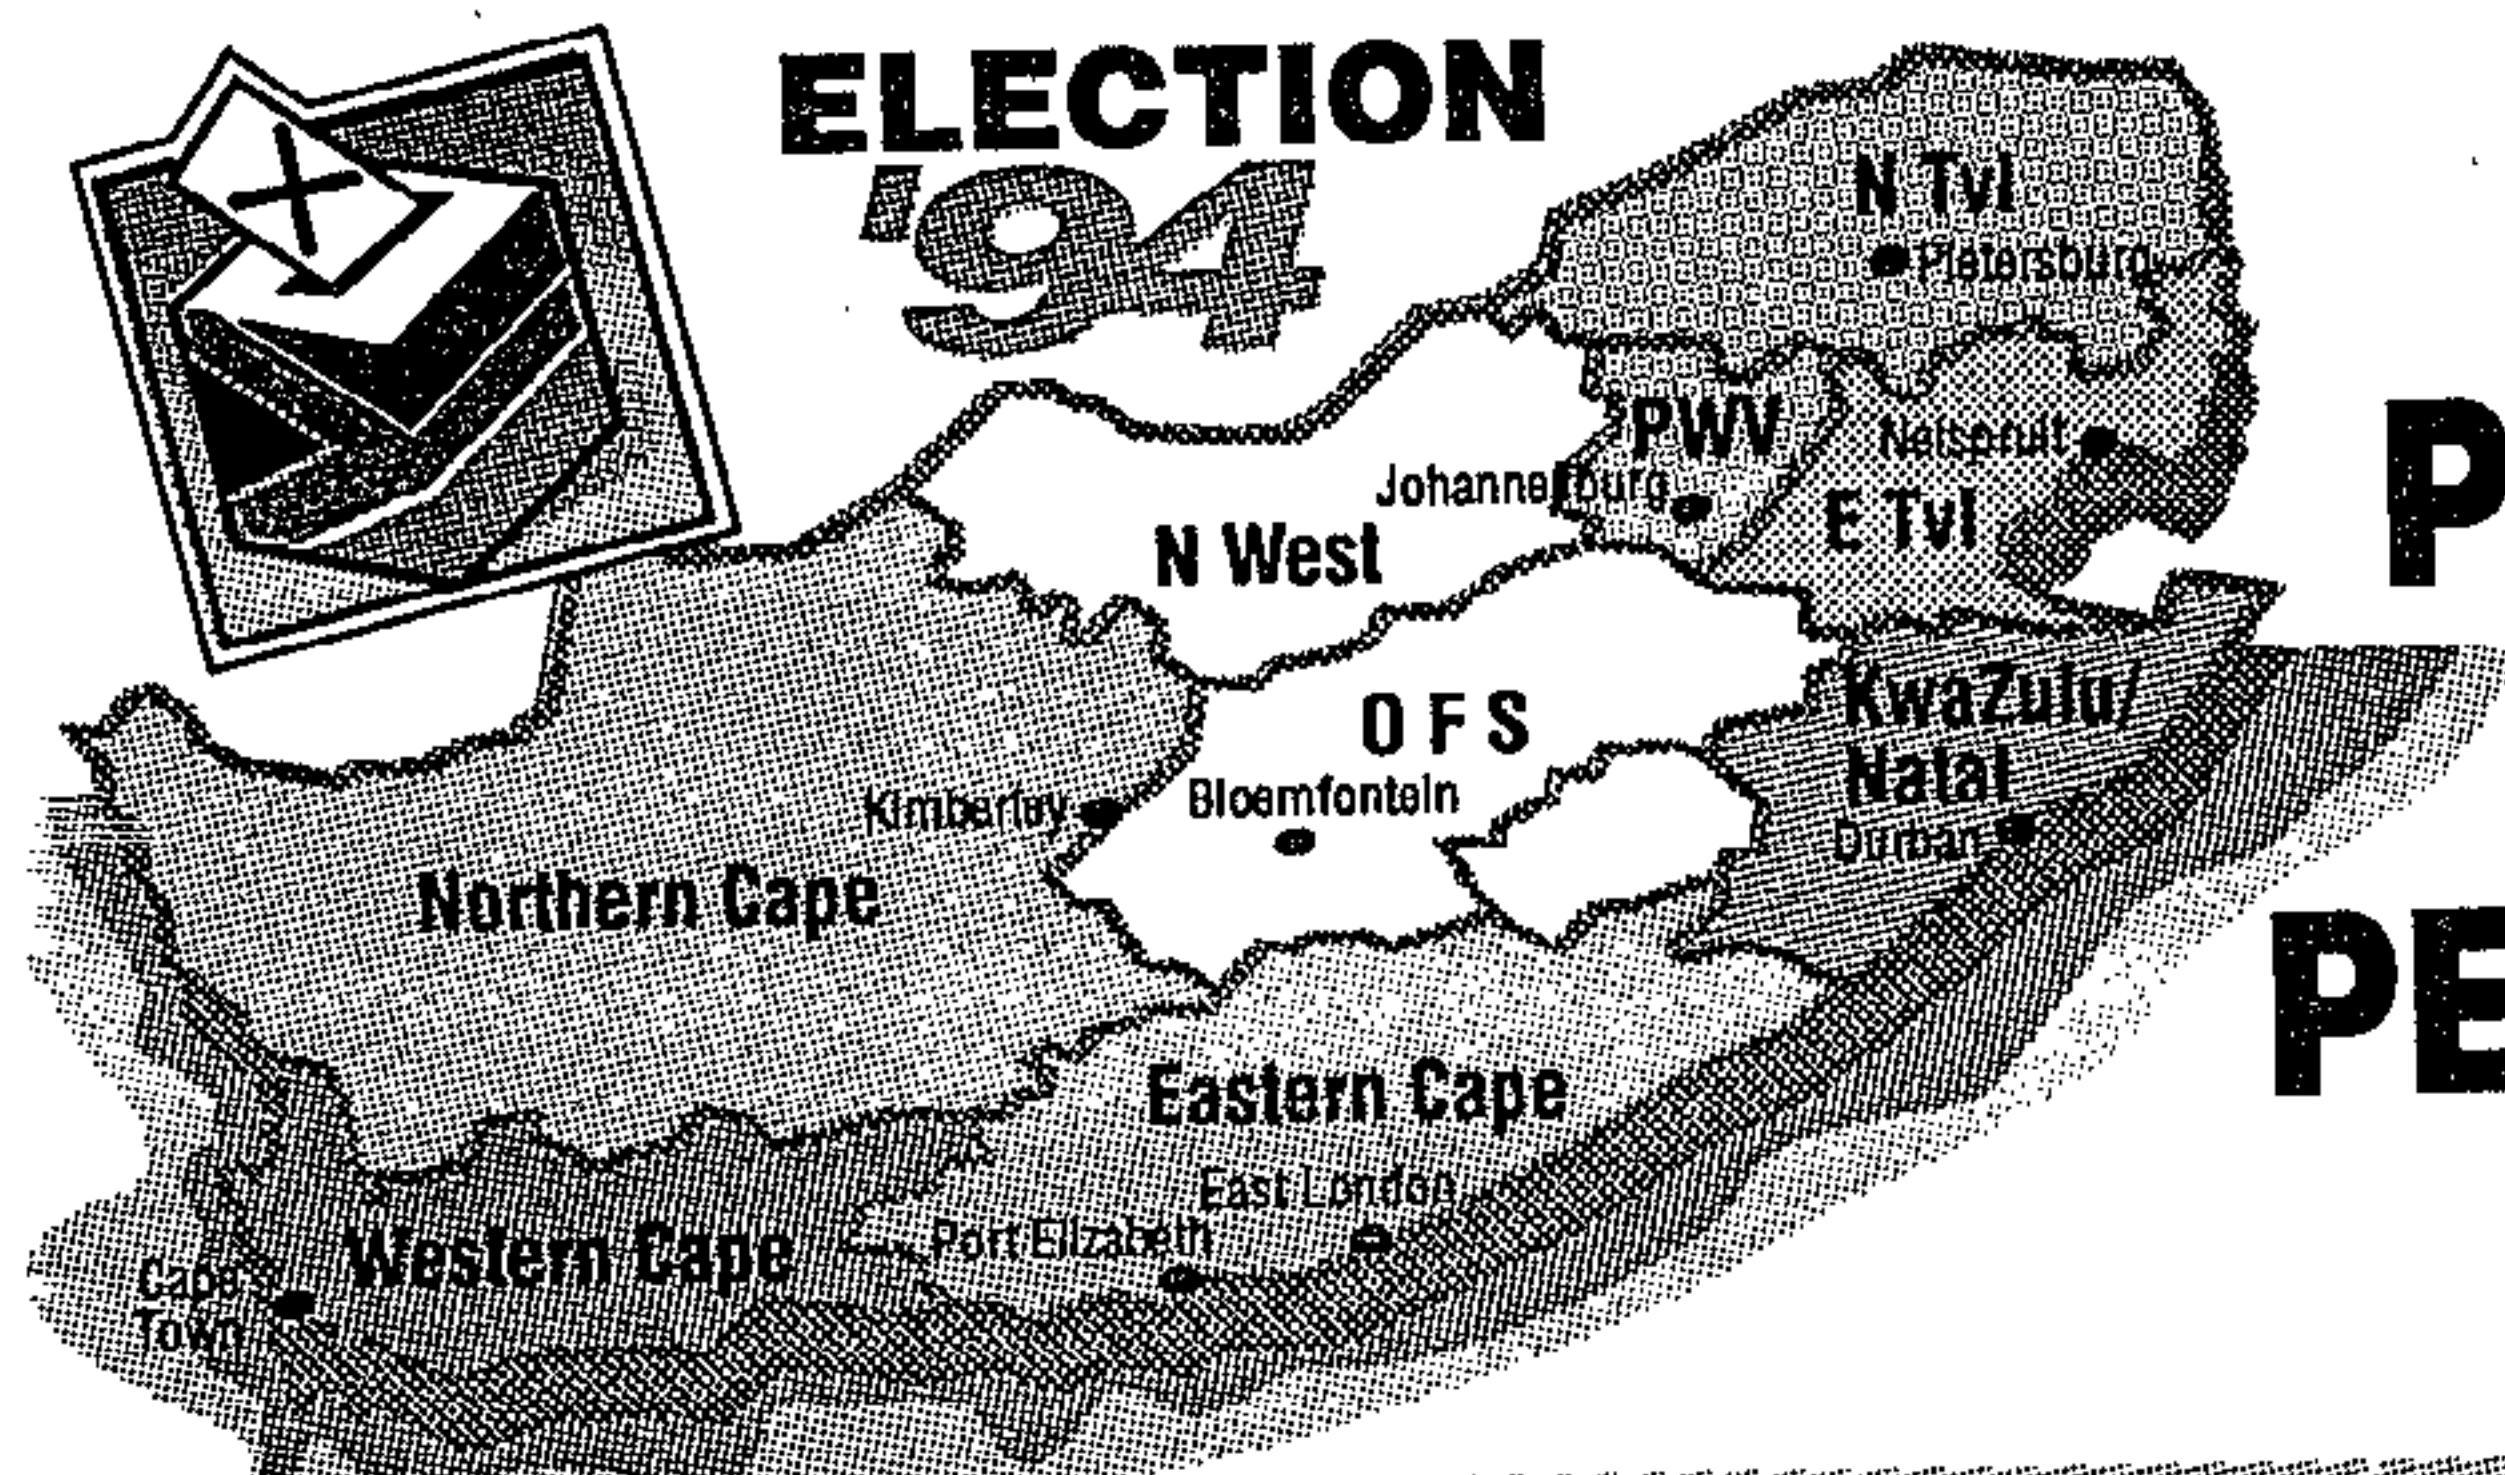 ELECTION
'94
N Tvl
Pietersburg
PWV
Nelspruit
Johannesburg
E Tvl
N West
P
KwaZulu/
Natal
Durban
O F S
Bloemfontein
Kimberley
Northern Cape
PE
Eastern Cape
East London
Port Elizabeth
Western Cape
Cape
Town